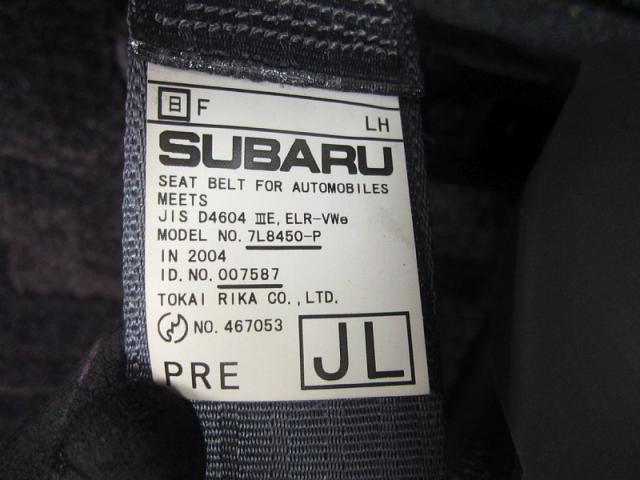 日 F
LH
SUBARU
SEAT BELT FOR AUTOMOBILES
MEETS
JIS D4604 ⅢE, ELR-VWe
MODEL NO. 7L8450-P
IN 2004
I D. NO. 007587
TOKAI RIKA CO., LTD.
NO. 467053
PRE
JL